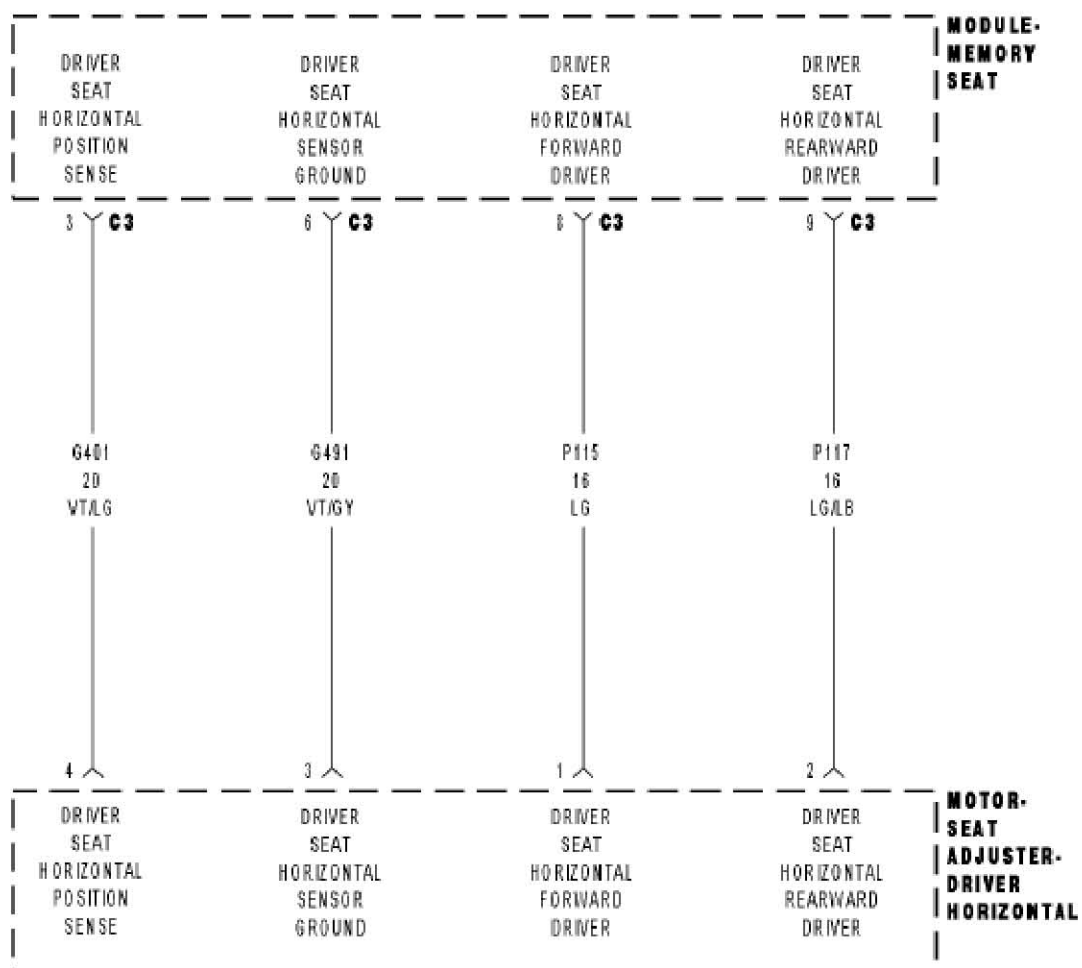 MODULE-
MEMORY
SEAT
DRIVER
SEAT
HORIZONTAL
POSITION
SENSE
DRIVER
SEAT
HORIZONTAL
SENSOR
GROUND
DRIVER
SEAT
HORIZONTAL
FORWARD
DRIVER
DRIVER
SEAT
HORIZONTAL
REARWARD
DRIVER
3 C3
6 C3
8 C3
9 C3
G401
20
VT/LG
G491
20
VT/GY
P115
16
LG
P117
16
LG/LB
4
3
1
2
DRIVER
SEAT
HORIZONTAL
POSITION
SENSE
DRIVER
SEAT
HORIZONTAL
SENSOR
GROUND
DRIVER
SEAT
HORIZONTAL
FORWARD
DRIVER
DRIVER
SEAT
HORIZONTAL
REARWARD
DRIVER
MOTOR-
SEAT
ADJUSTER-
DRIVER
HORIZONTAL